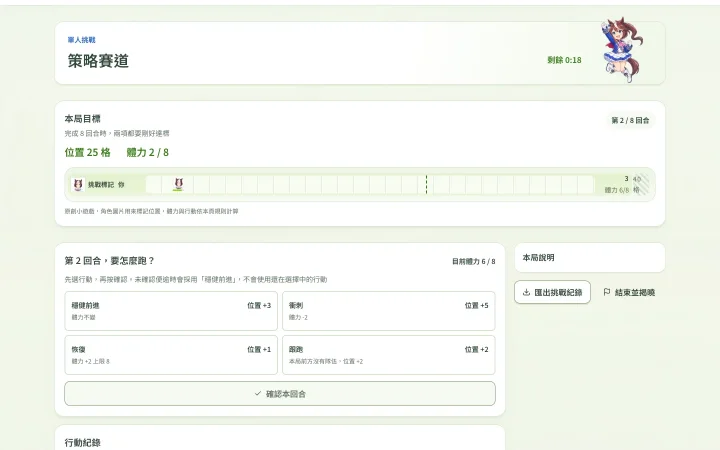 單人挑戰
策略賽道
剩餘 0:18
本局目標
第 2 / 8 回合
完成 8 回合時，兩項都要剛好達標
位置 25 格 體力 2 / 8
挑戰標記 你
3
40 格
體力 6/8
原創小遊戲，角色圖片用來標記位置，體力與行動依本頁規則計算
第 2 回合，要怎麼跑？
目前體力 6 / 8
先選行動，再按確認。未確認便逾時會採用「穩健前進」，不會使用還在選擇中的行動
穩健前進 位置 +3
體力不變
衝刺 位置 +5
體力 -2
恢復 位置 +1
體力 +2 上限 8
跟跑 位置 +2
本局前方沒有隊伍，位置 +2
確認本回合
本局說明
匯出挑戰紀錄
結束並揭曉
行動紀錄